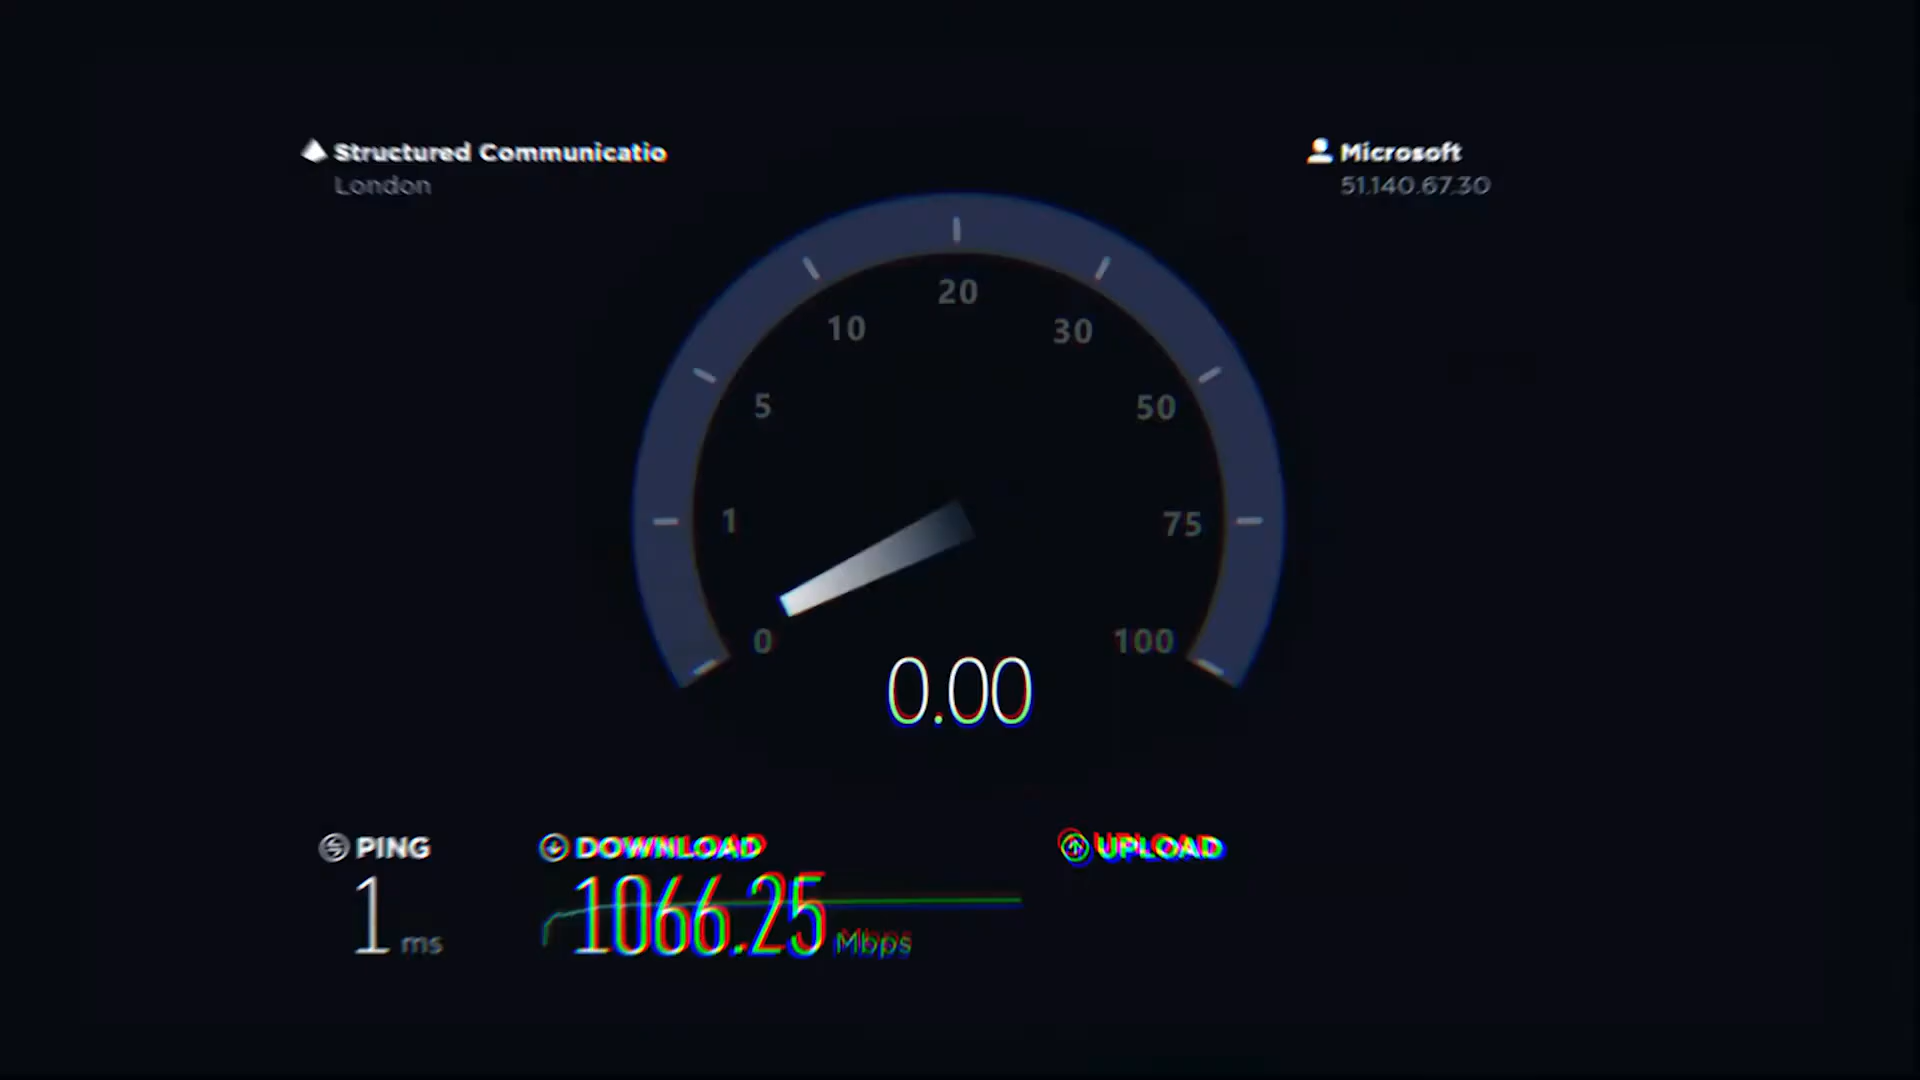 Structured Communicatio
London
Microsoft
51.140.67.30
20
10
30
5
50
1
75
0
100
0.00
PING
1 ms
DOWNLOAD
1066.25 Mbps
UPLOAD